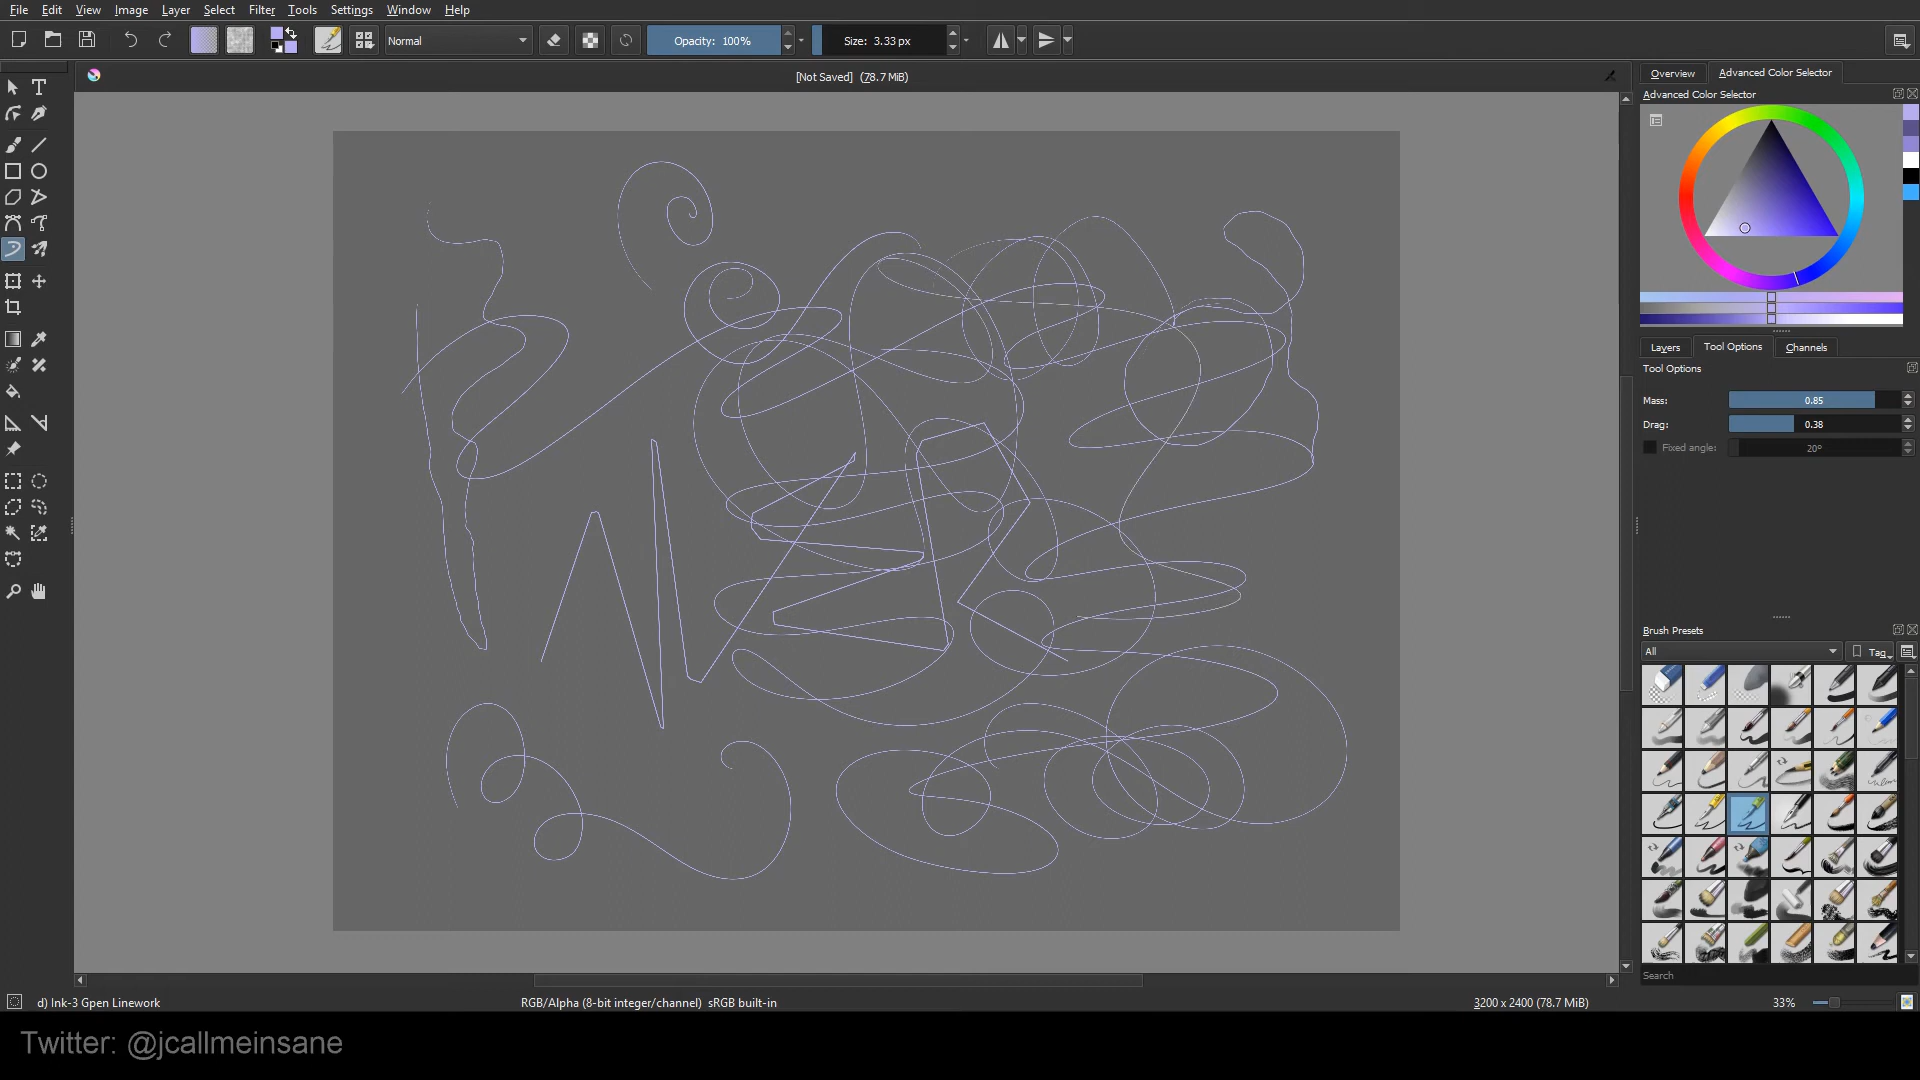 File Edit View Image Layer Select Filter Tools Settings Window Help
Normal Opacity: 100% Size: 3.33 px
[Not Saved] (78.7 MiB)
Overview Advanced Color Selector
Advanced Color Selector
Layers Tool Options Channels
Tool Options
Mass: 0.85
Drag: 0.38
Fixed angle: 20°
Brush Presets
All Tag
Search
d) Ink-3 Gpen Linework RGB/Alpha (8-bit integer/channel) sRGB built-in 3200 x 2400 (78.7 MiB) 33%
Twitter: @jcallmeinsane